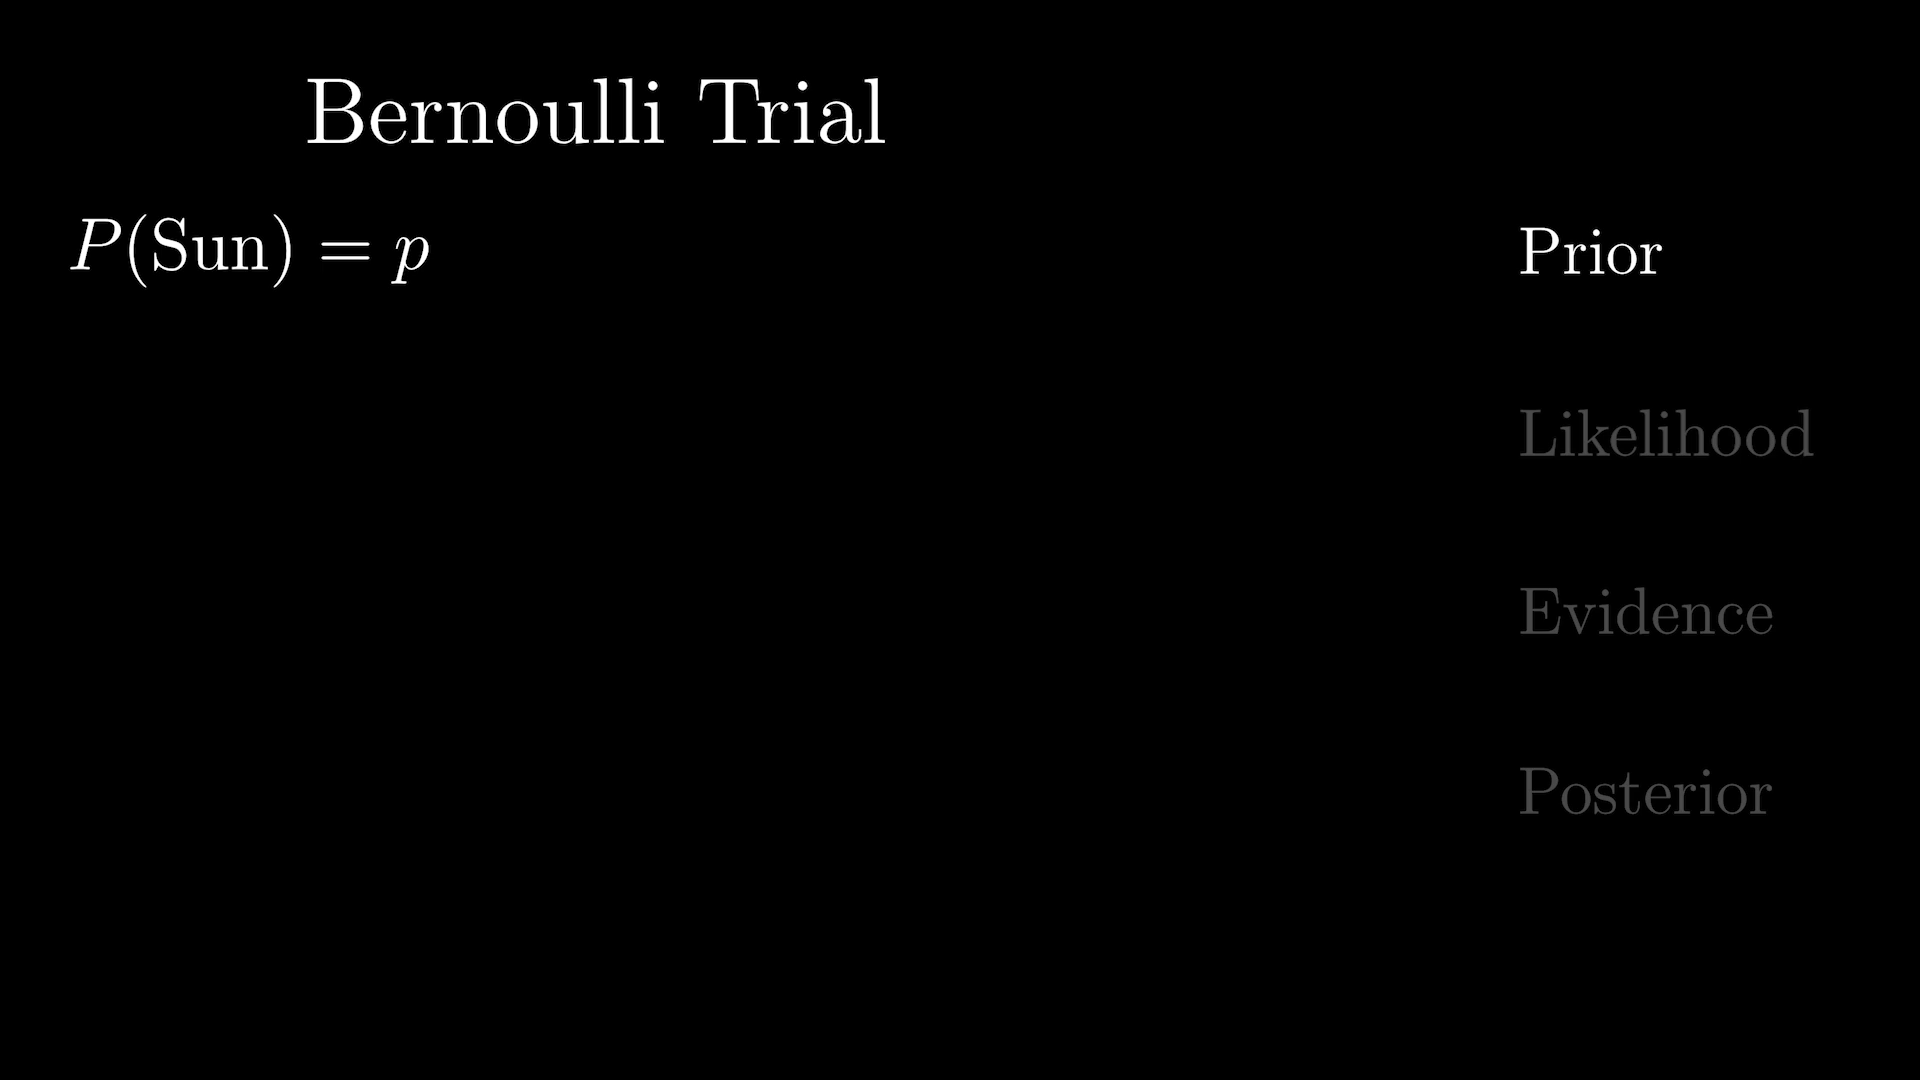 Bernoulli Trial
P(Sun) = p
Prior
Likelihood
Evidence
Posterior